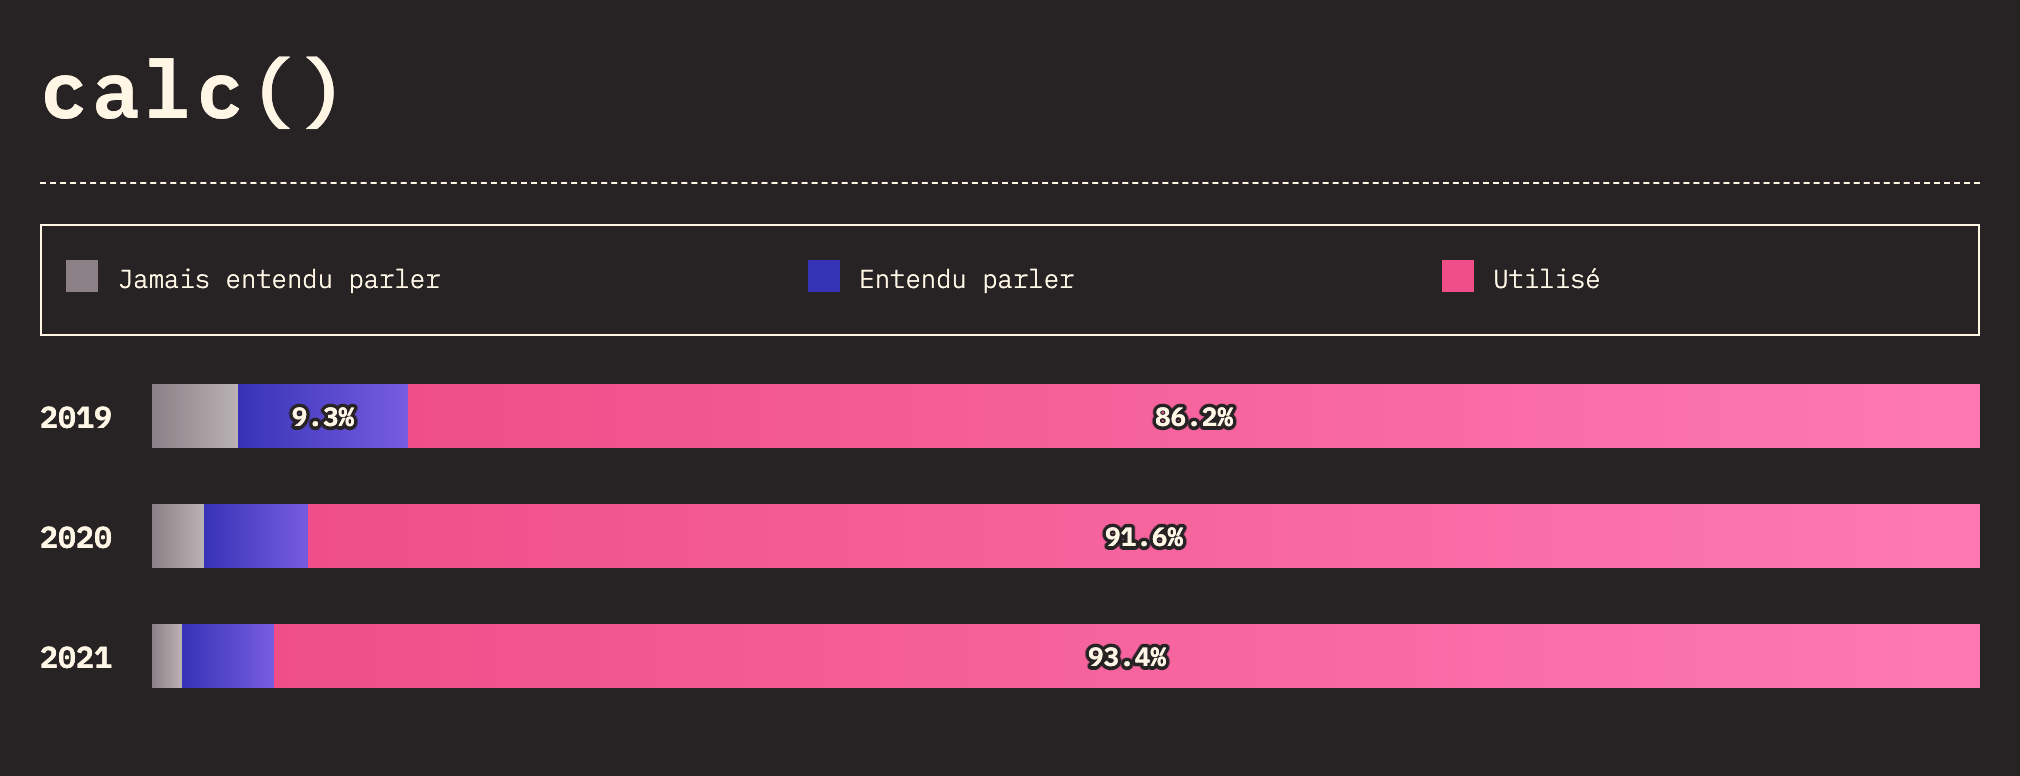 calc()
Jamais entendu parler
Entendu parler
Utilisé
2019 9.3% 86.2%
2020 91.6%
2021 93.4%